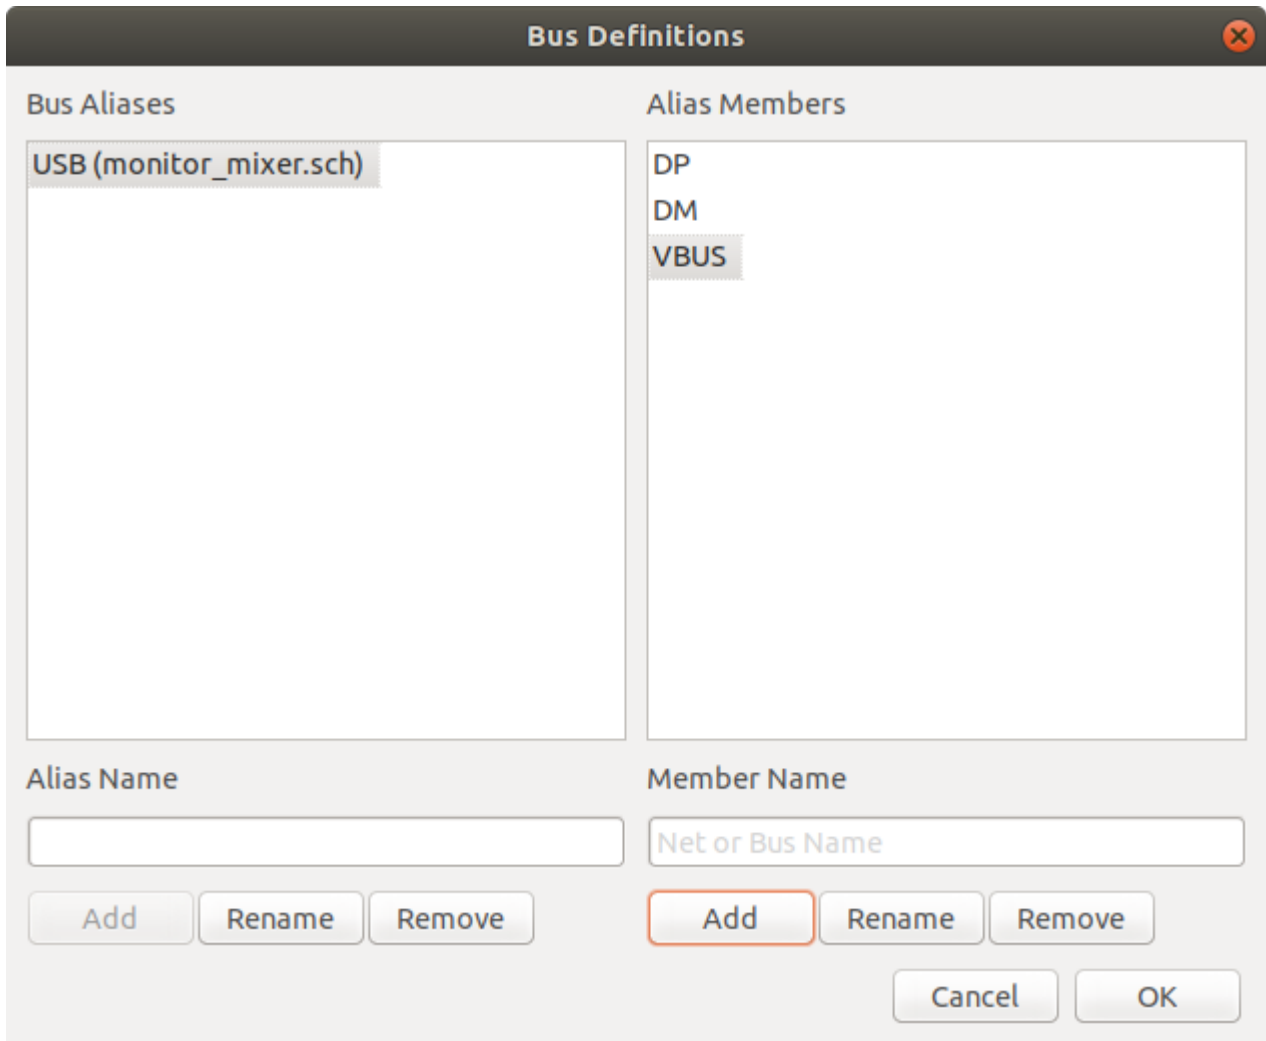 Bus Definitions
Bus Aliases
Alias Members
USB (monitor_mixer.sch)
DP
DM
VBUS
Alias Name
Member Name
Net or Bus Name
Add Rename Remove
Add Rename Remove
Cancel OK